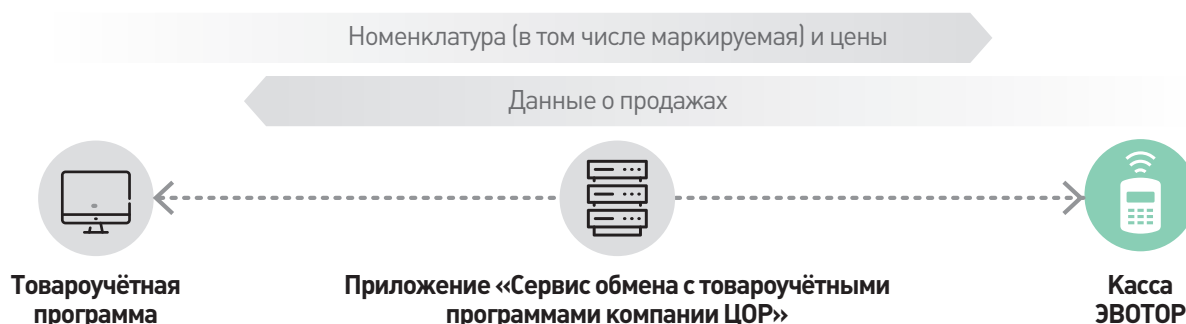 Номенклатура (в том числе маркируемая) и цены
Данные о продажах
Товароучётная
программа
Приложение «Сервис обмена с товароучётными
программами компании ЦОР»
Касса
ЭВОТОР